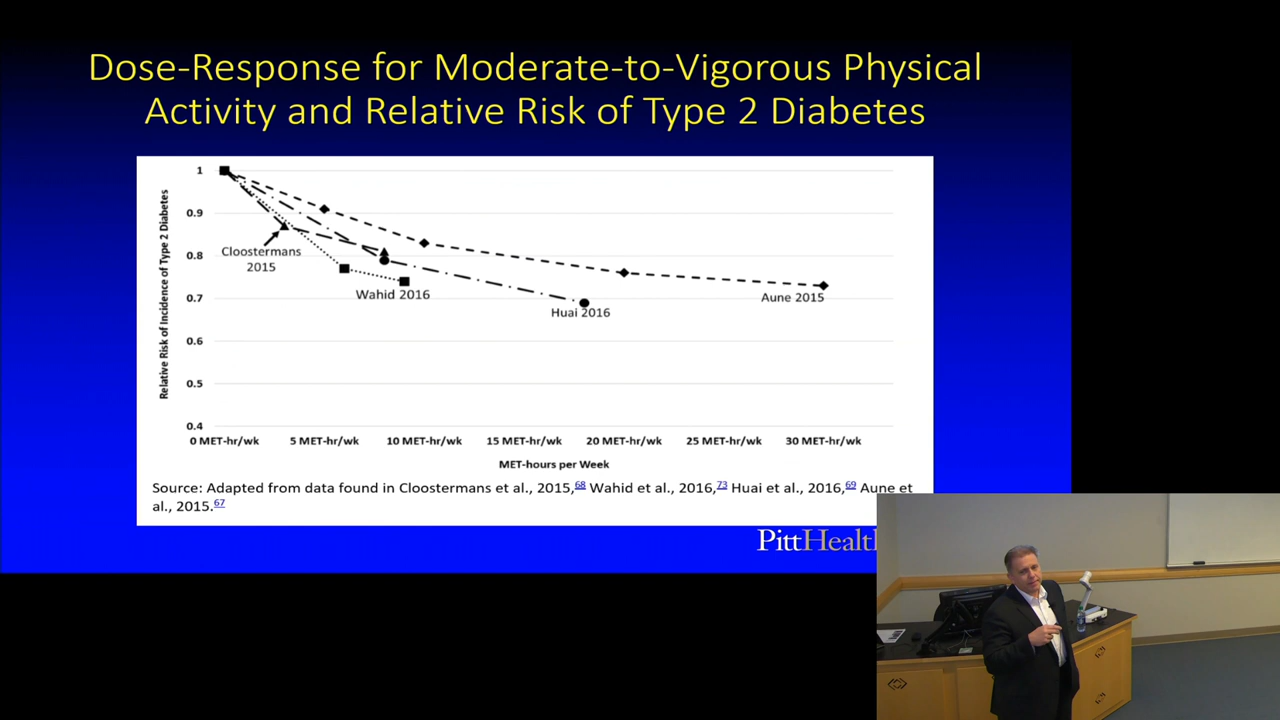 Dose-Response for Moderate-to-Vigorous Physical
Activity and Relative Risk of Type 2 Diabetes
Relative Risk of Incidence of Type 2 Diabetes
1
0.9
0.8
0.7
0.6
0.5
0.4
Cloostermans
2015
Wahid 2016
Huai 2016
Aune 2015
0 MET-hr/wk
5 MET-hr/wk
10 MET-hr/wk
15 MET-hr/wk
20 MET-hr/wk
25 MET-hr/wk
30 MET-hr/wk
MET-hours per Week
Source: Adapted from data found in Cloostermans et al., 2015,68 Wahid et al., 2016,73 Huai et al., 2016,69 Aune et
al., 2015.67
PittHealt